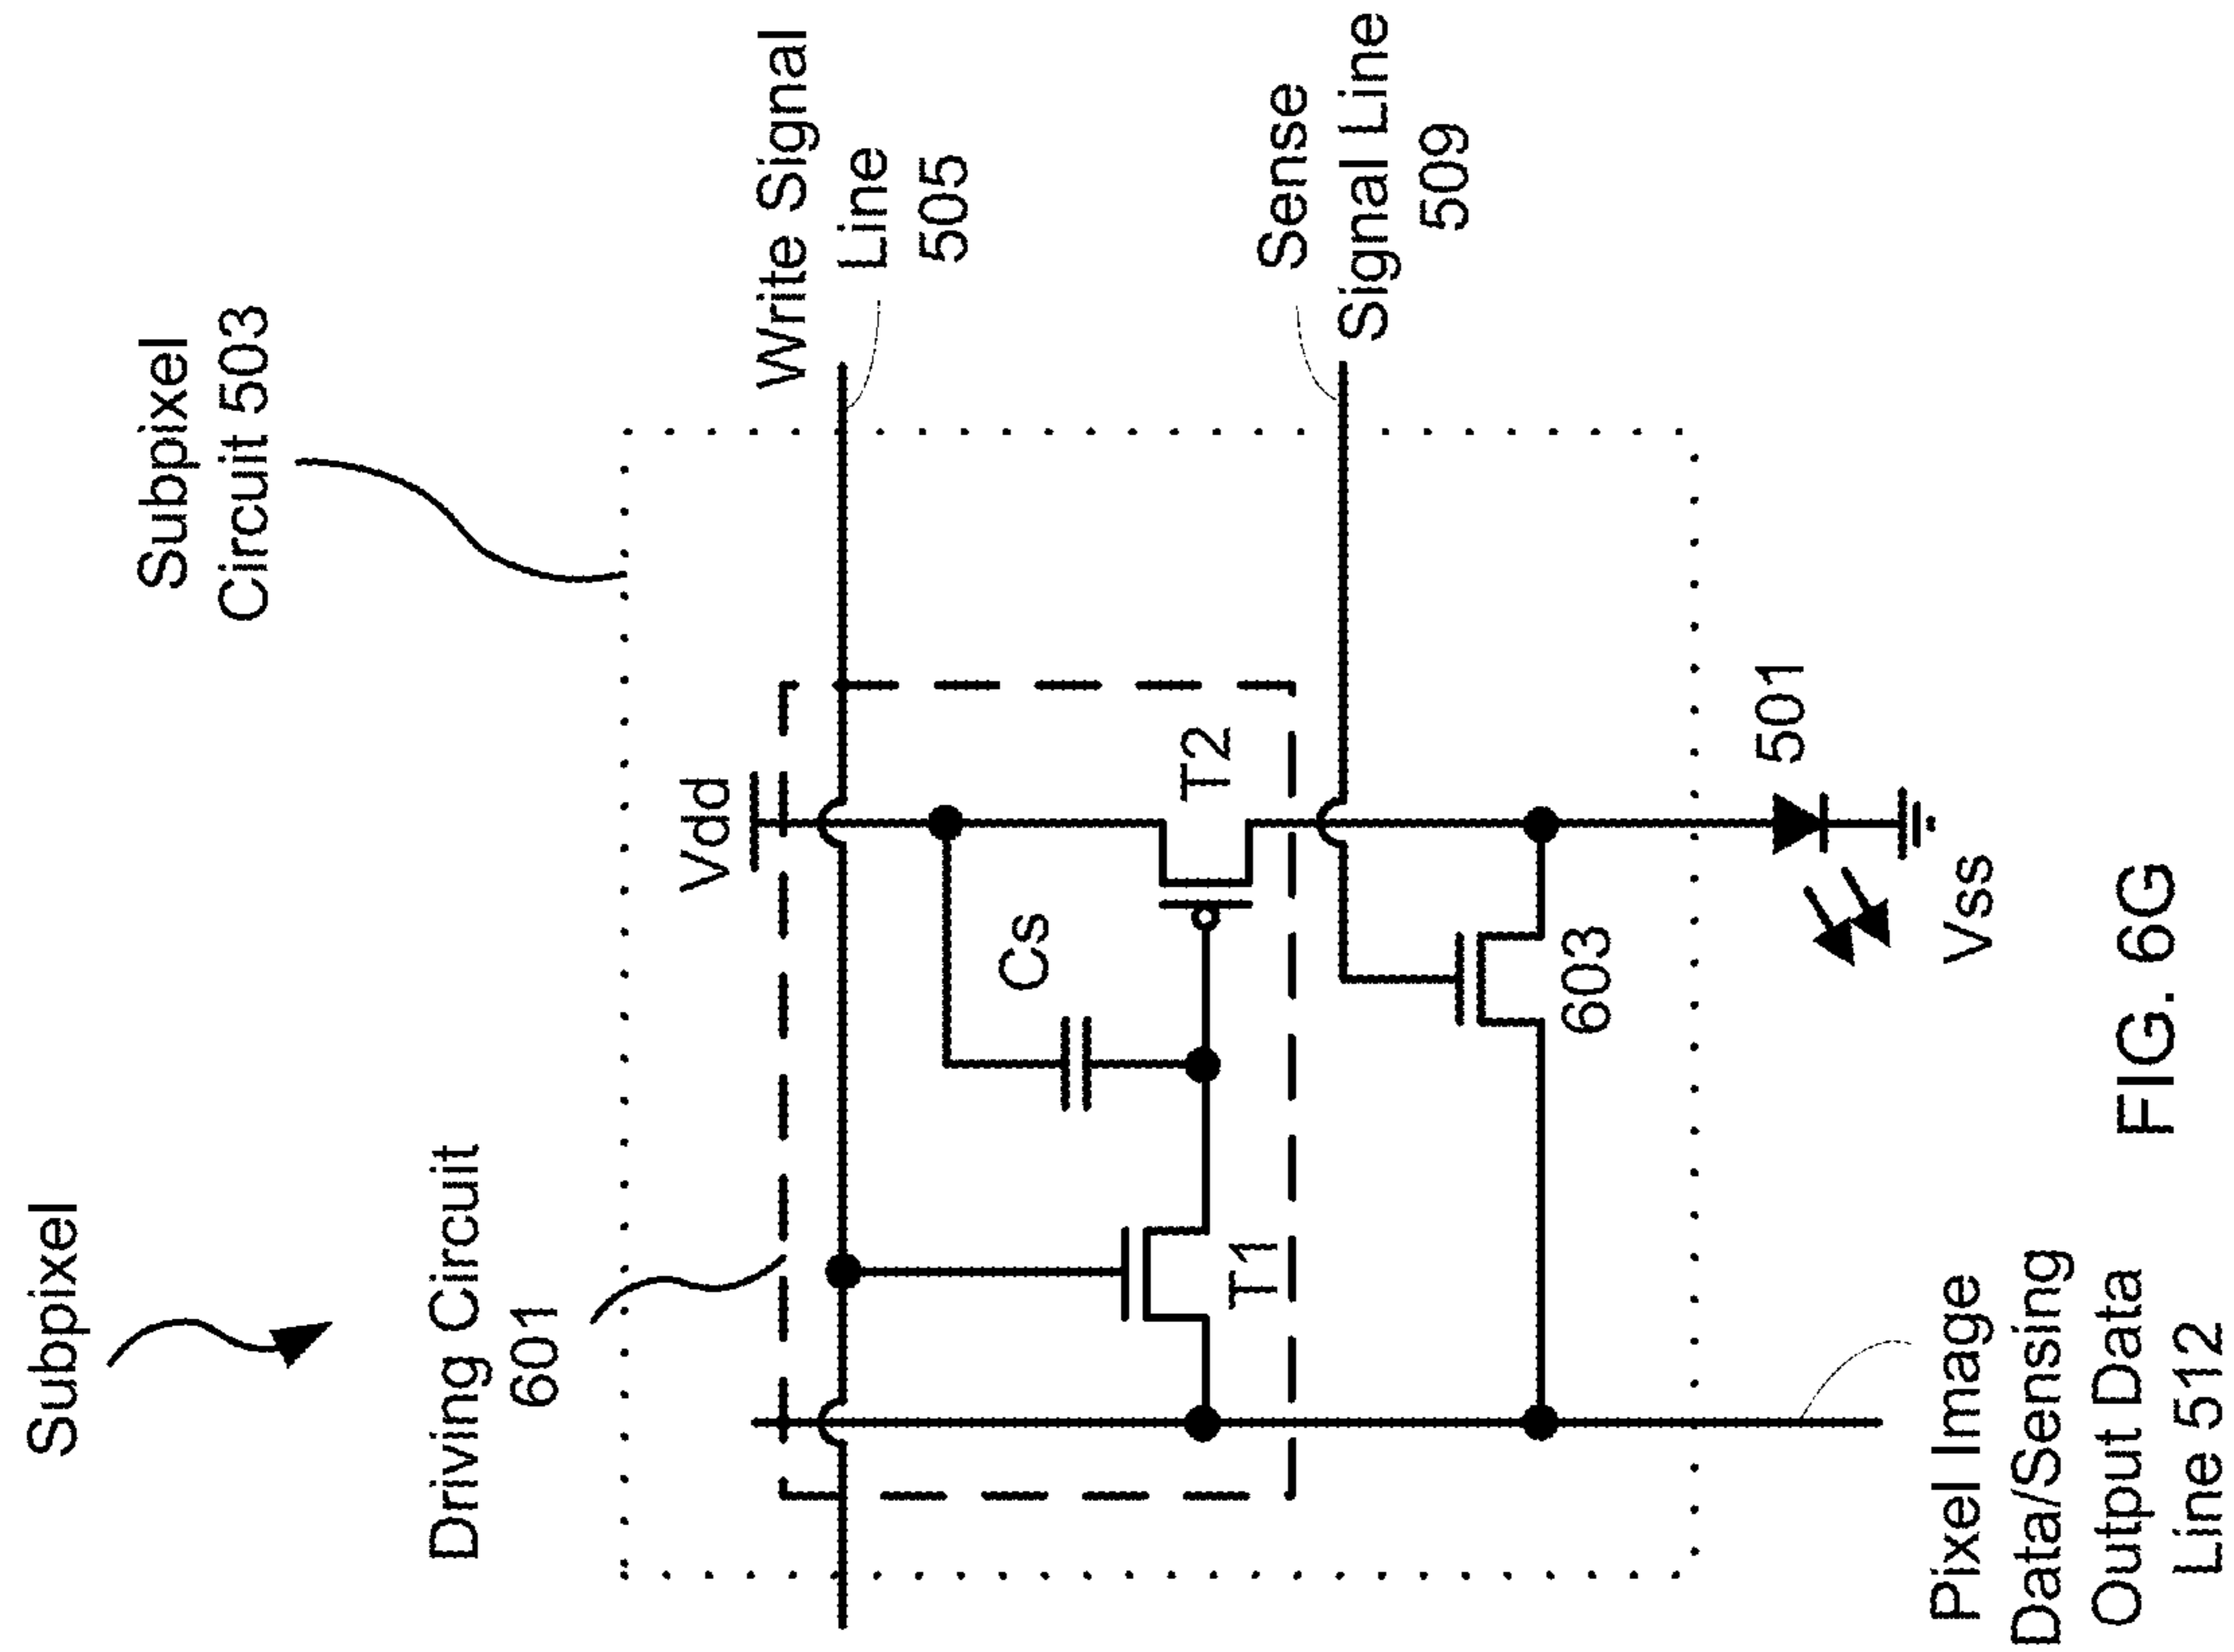 Subpixel
Subpixel
Circuit 503
Driving Circuit
601
Vdd
Write Signal
Line
505
Cs
T1
T2
Sense
Signal Line
509
603
501
Vss
Pixel Image
Data/Sensing
Output Data
Line 512
FIG. 6G